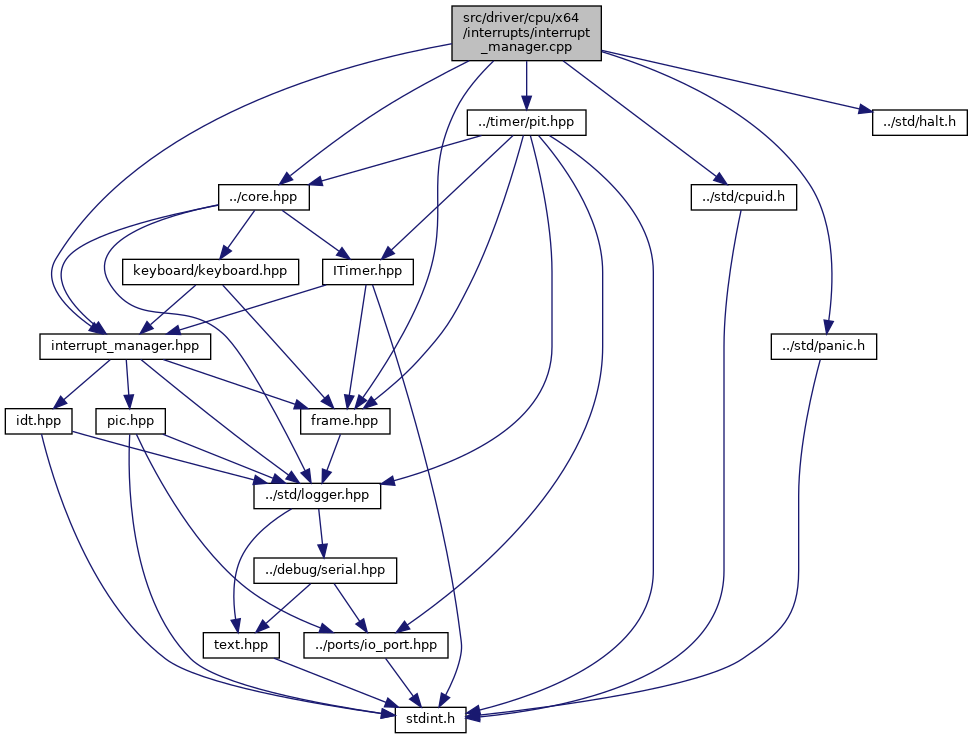 src/driver/cpu/x64
/interrupts/interrupt
_manager.cpp
../timer/pit.hpp
../std/halt.h
../core.hpp
../std/cpuid.h
keyboard/keyboard.hpp
ITimer.hpp
interrupt_manager.hpp
../std/panic.h
idt.hpp
pic.hpp
frame.hpp
../std/logger.hpp
../debug/serial.hpp
text.hpp
../ports/io_port.hpp
stdint.h